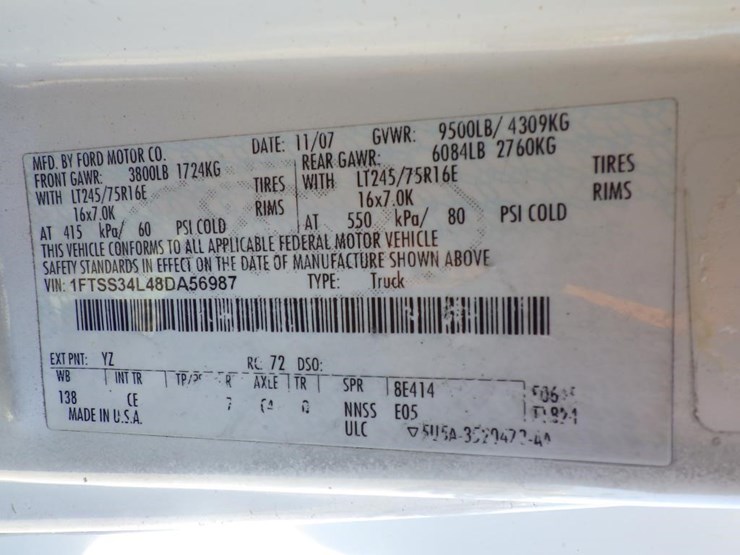 MFD. BY FORD MOTOR CO. DATE: 11/07 GVWR: 9500LB/ 4309KG
FRONT GAWR: 3800LB 1724KG REAR GAWR: 6084LB 2760KG
WITH LT245/75R16E TIRES WITH LT245/75R16E TIRES
16x7.0K RIMS 16x7.0K RIMS
AT 415 kPa/ 60 PSI COLD AT 550 kPa/ 80 PSI COLD
THIS VEHICLE CONFORMS TO ALL APPLICABLE FEDERAL MOTOR VEHICLE
SAFETY STANDARDS IN EFFECT ON THE DATE OF MANUFACTURE SHOWN ABOVE
VIN: 1FTSS34L48DA56987 TYPE: Truck
EXT PNT: YZ RC: 72 DSO:
WB INT TR R AXLE TR SPR 8E414
138 CE 7 NNSS E05
MADE IN U.S.A. ULC